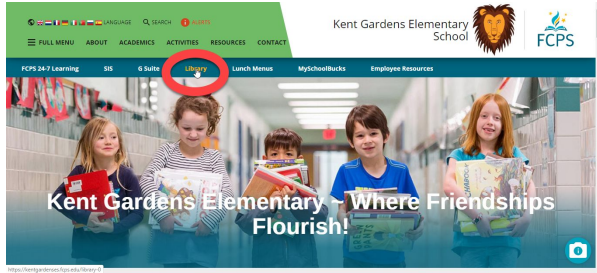 LANGUAGE SEARCH ALERTS
FULL MENU ABOUT ACADEMICS ACTIVITIES RESOURCES CONTACT
Kent Gardens Elementary
School
FCPS
FCPS 24-7 Learning SIS G Suite Library Lunch Menus MySchoolBucks Employee Resources
Kent Gardens Elementary ~ Where Friendships
Flourish!
https://kentgardenses.fcps.edu/library-0